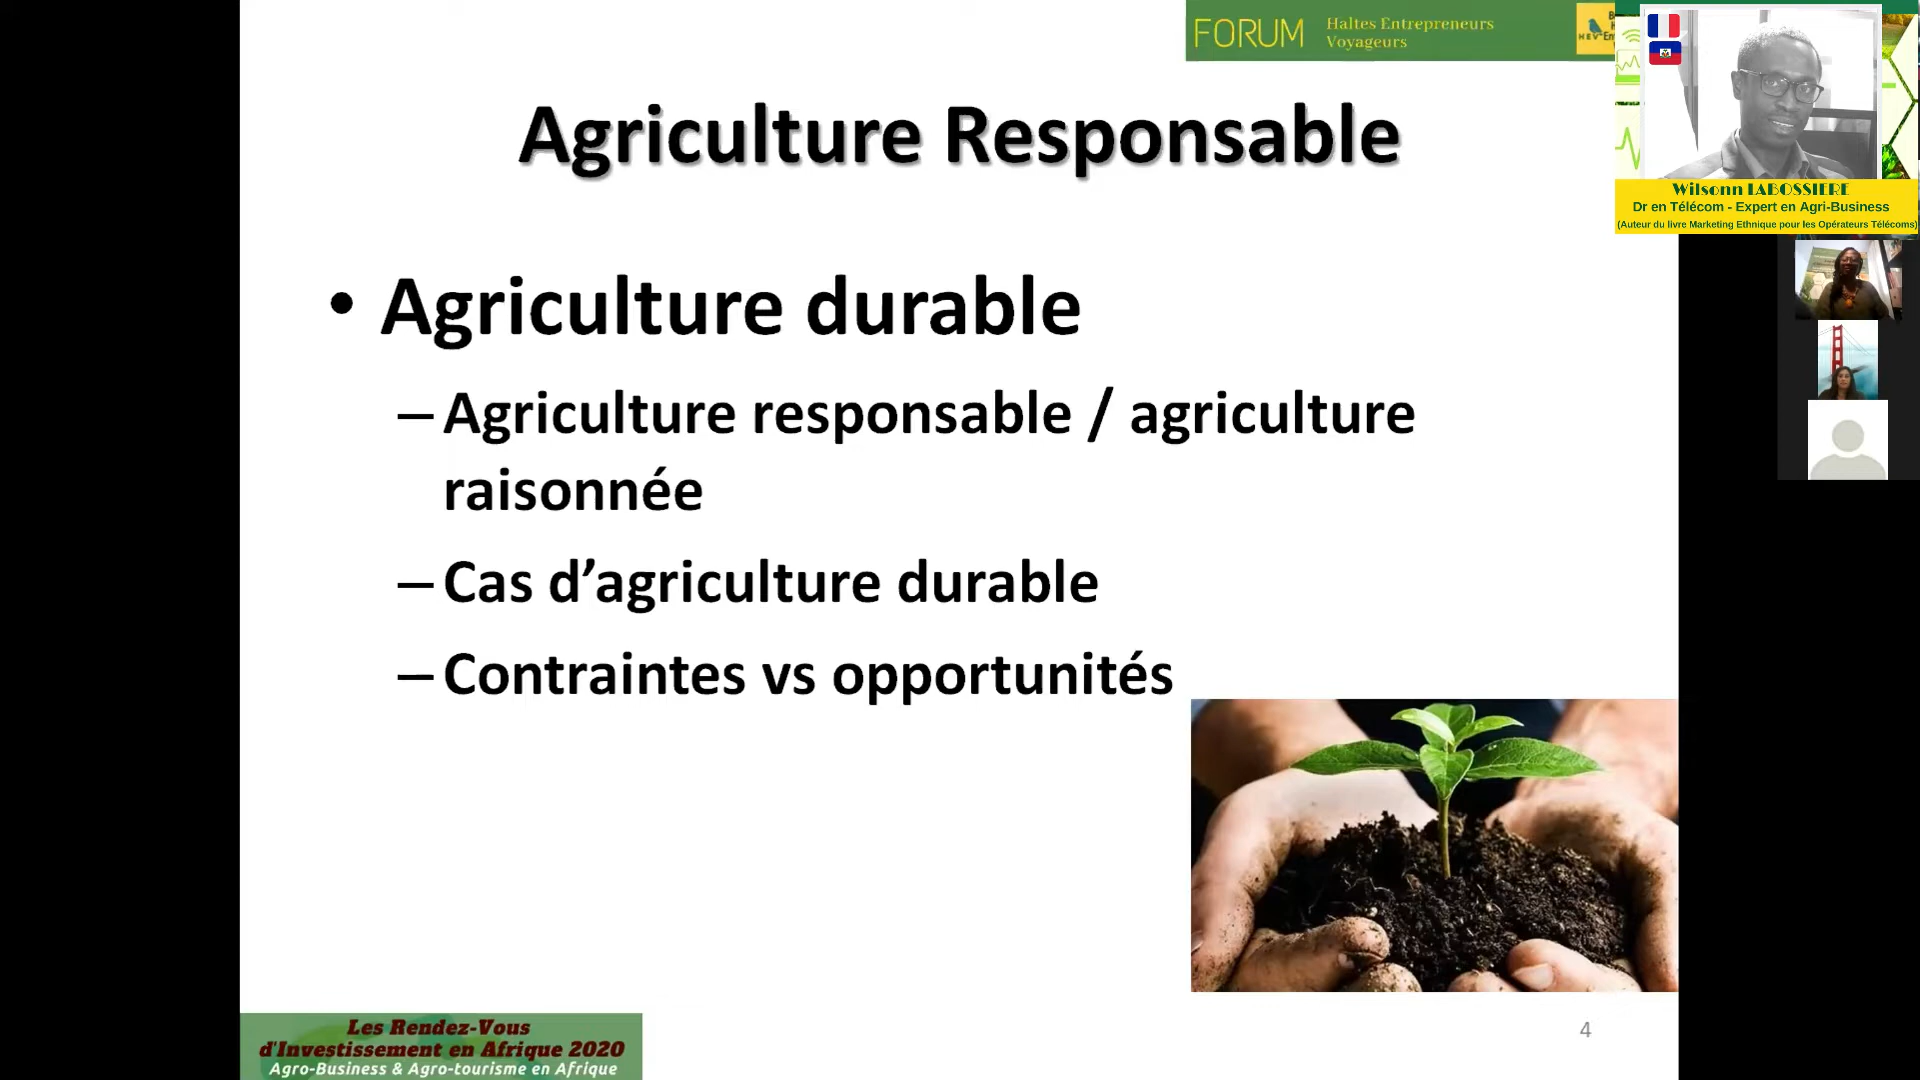 FORUM
Haltes Entrepreneurs
Voyageurs
Wilsonn LABOSSIERE
Dr en Télécom - Expert en Agri-Business
(Auteur du livre Marketing Ethnique pour les Opérateurs Télécoms)
Agriculture Responsable
• Agriculture durable
– Agriculture responsable / agriculture
raisonnée
– Cas d’agriculture durable
– Contraintes vs opportunités
Les Rendez-Vous
d'Investissement en Afrique 2020
Agro-Business & Agro-tourisme en Afrique
4